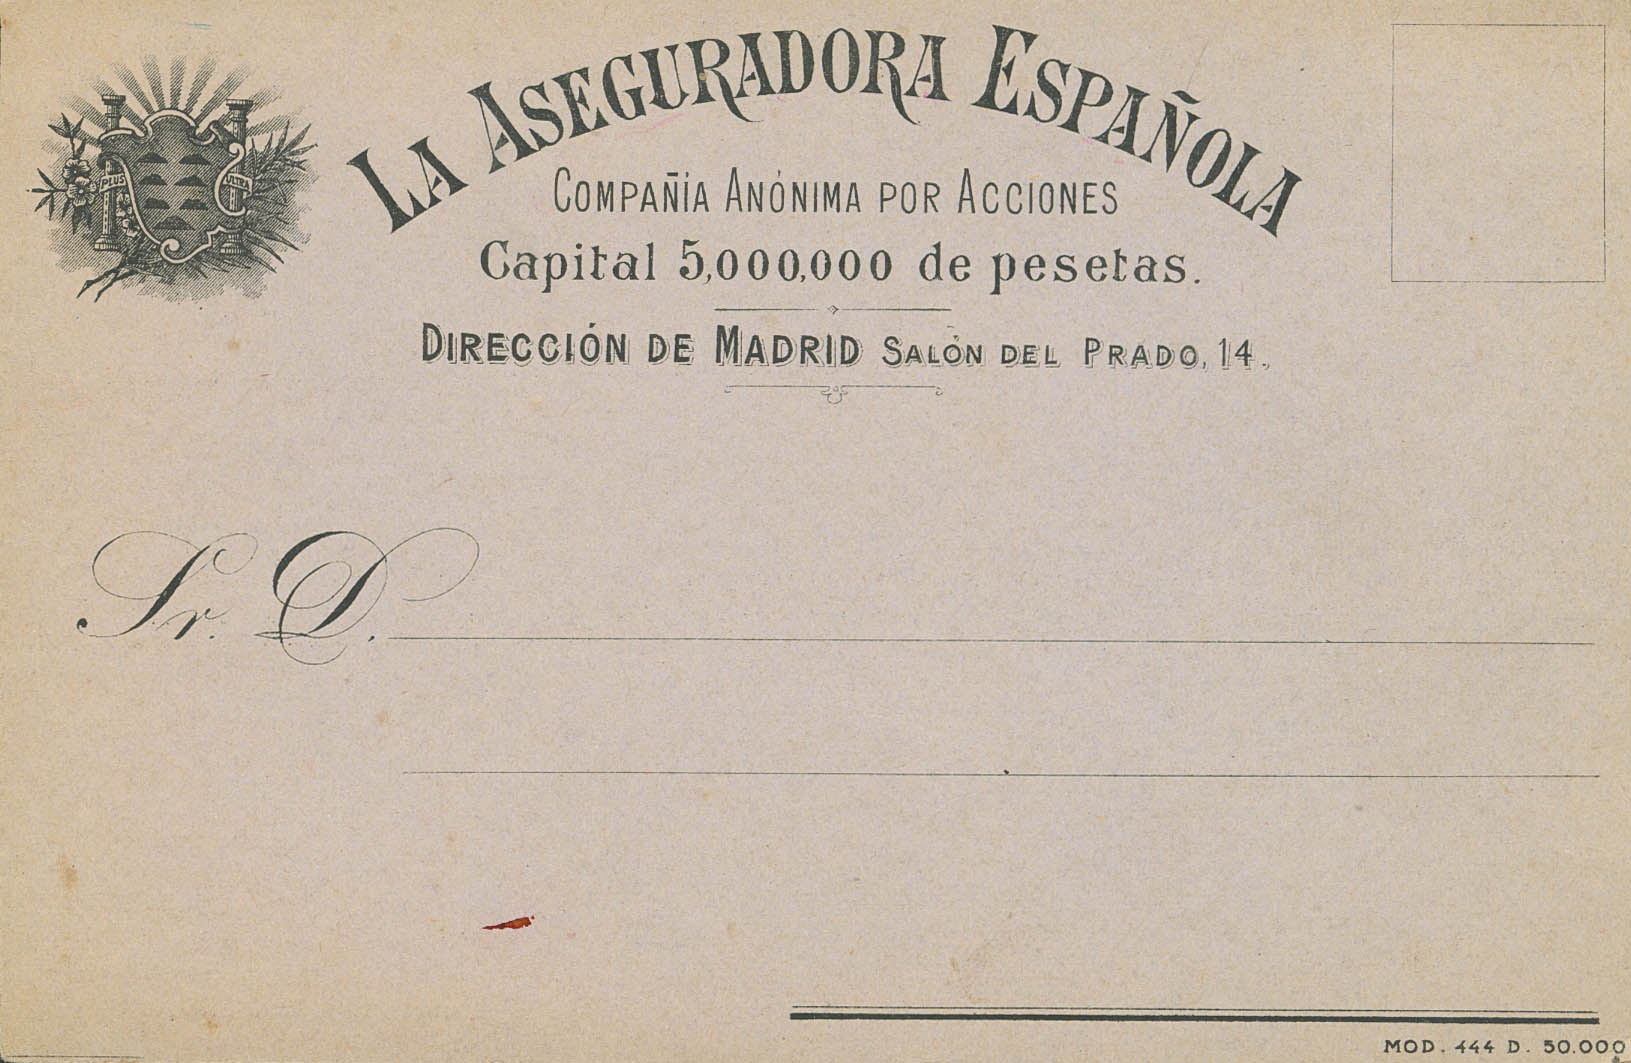 LA ASEGURADORA ESPAÑOLA
PLUS ULTRA
COMPAÑÍA ANÓNIMA POR ACCIONES
Capital 5,000,000 de pesetas.
DIRECCIÓN DE MADRID SALÓN DEL PRADO, 14.
Sr. D.
MOD. 444 D. 50.000